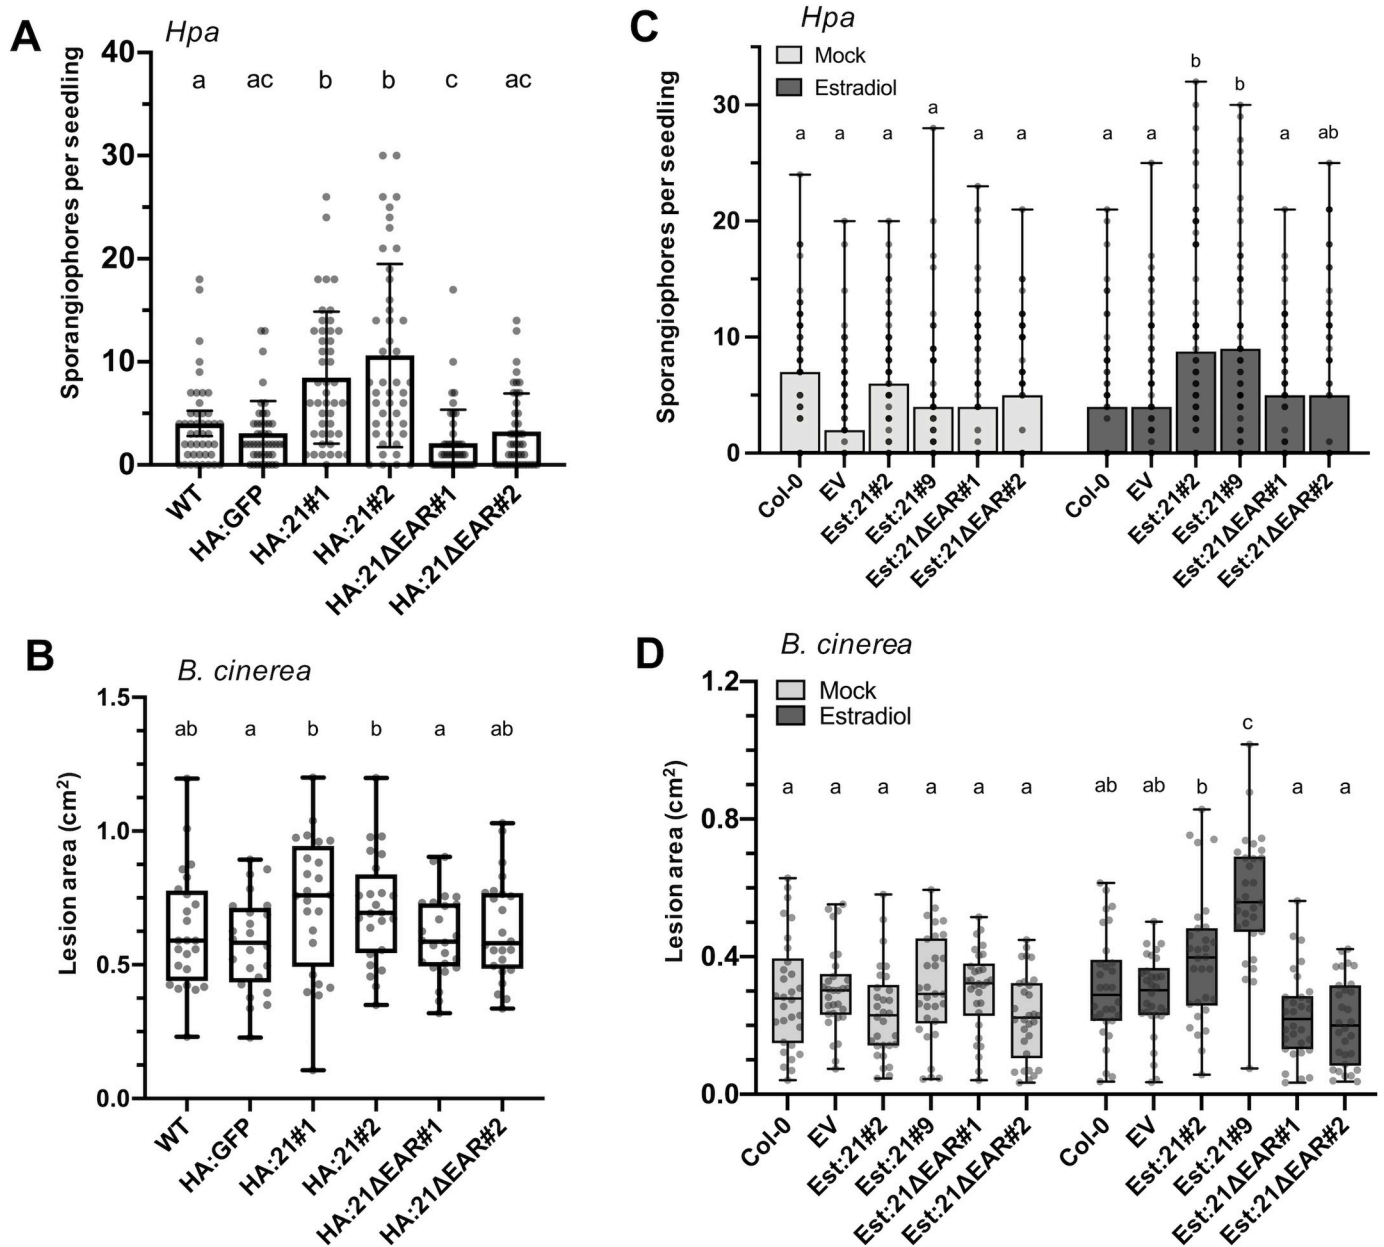 A
Hpa
Sporangiophores per seedling
40
30
20
10
0
a ac b b c ac
WT
HA:GFP
HA:21#1
HA:21#2
HA:21ΔEAR#1
HA:21ΔEAR#2
C
Hpa
Mock
Estradiol
Sporangiophores per seedling
30
20
10
0
a a a a a a a a b b a ab
Col-0
EV
Est:21#2
Est:21#9
Est:21ΔEAR#1
Est:21ΔEAR#2
Col-0
EV
Est:21#2
Est:21#9
Est:21ΔEAR#1
Est:21ΔEAR#2
B
B. cinerea
Lesion area (cm²)
1.5
1.0
0.5
0.0
ab a b b a ab
WT
HA:GFP
HA:21#1
HA:21#2
HA:21ΔEAR#1
HA:21ΔEAR#2
D
B. cinerea
Mock
Estradiol
Lesion area (cm²)
1.2
0.8
0.4
0.0
a a a a a a ab ab b c a a
Col-0
EV
Est:21#2
Est:21#9
Est:21ΔEAR#1
Est:21ΔEAR#2
Col-0
EV
Est:21#2
Est:21#9
Est:21ΔEAR#1
Est:21ΔEAR#2